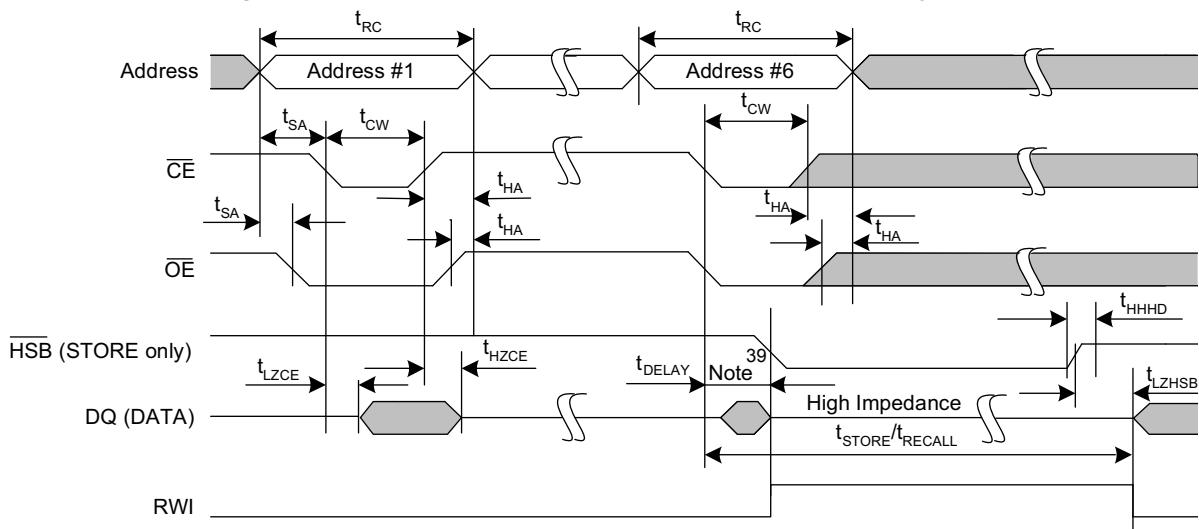 tRC
tRC
Address
Address #1
Address #6
tSA
tCW
tCW
CE
tHA
tSA
tHA
tHA
tHA
OE
tHHHD
HSB (STORE only)
tLZCE
tHZCE
tDELAY
Note 39
tLZHSB
DQ (DATA)
High Impedance
tSTORE/tRECALL
RWI